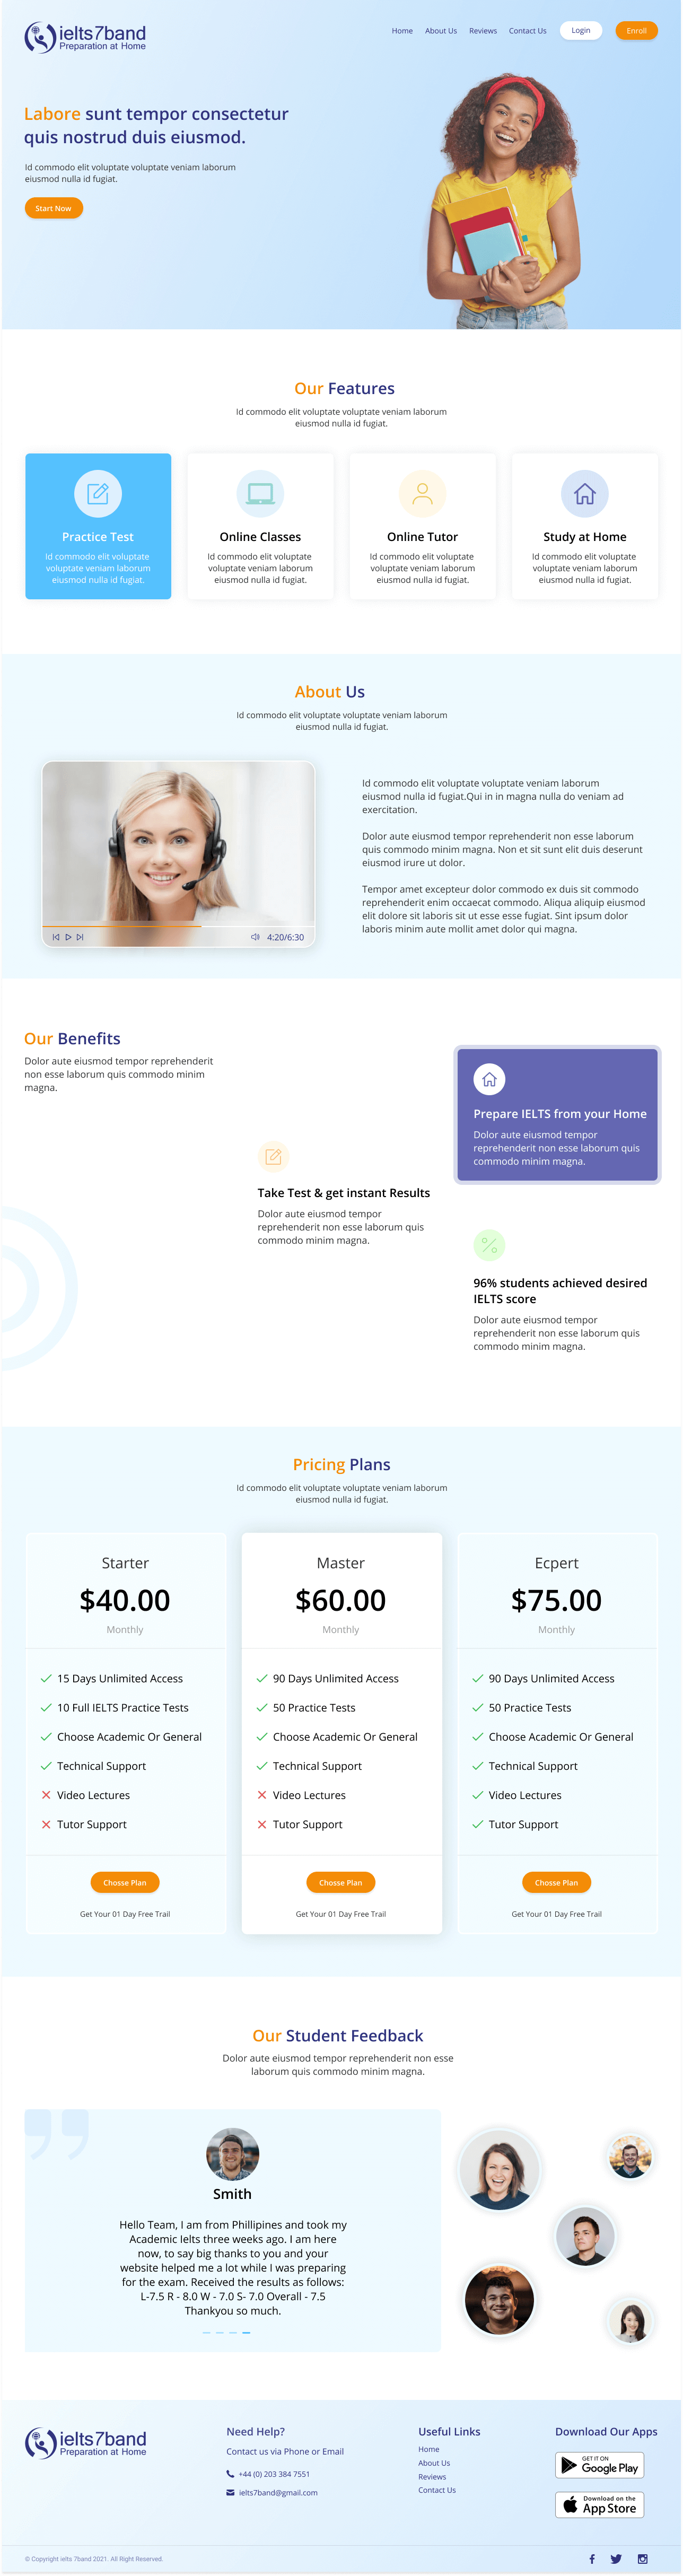 ielts7band
Preparation at Home
Home
About Us
Reviews
Contact Us
Login
Enroll
Labore sunt tempor consectetur
quis nostrud duis eiusmod.
Id commodo elit voluptate voluptate veniam laborum
eiusmod nulla id fugiat.
Start Now
Our Features
Id commodo elit voluptate voluptate veniam laborum
eiusmod nulla id fugiat.
Practice Test
Id commodo elit voluptate
voluptate veniam laborum
eiusmod nulla id fugiat.
Online Classes
Id commodo elit voluptate
voluptate veniam laborum
eiusmod nulla id fugiat.
Online Tutor
Id commodo elit voluptate
voluptate veniam laborum
eiusmod nulla id fugiat.
Study at Home
Id commodo elit voluptate
voluptate veniam laborum
eiusmod nulla id fugiat.
About Us
Id commodo elit voluptate voluptate veniam laborum
eiusmod nulla id fugiat.
4:20/6:30
Id commodo elit voluptate voluptate veniam laborum
eiusmod nulla id fugiat.Qui in in magna nulla do veniam ad
exercitation.
Dolor aute eiusmod tempor reprehenderit non esse laborum
quis commodo minim magna. Non et sit sunt elit duis deserunt
eiusmod irure ut dolor.
Tempor amet excepteur dolor commodo ex duis sit commodo
reprehenderit enim occaecat commodo. Aliqua aliquip eiusmod
elit dolore sit laboris sit ut esse esse fugiat. Sint ipsum dolor
laboris minim aute mollit amet dolor qui magna.
Our Benefits
Dolor aute eiusmod tempor reprehenderit
non esse laborum quis commodo minim
magna.
Prepare IELTS from your Home
Dolor aute eiusmod tempor
reprehenderit non esse laborum quis
commodo minim magna.
Take Test & get instant Results
Dolor aute eiusmod tempor
reprehenderit non esse laborum quis
commodo minim magna.
96% students achieved desired
IELTS score
Dolor aute eiusmod tempor
reprehenderit non esse laborum quis
commodo minim magna.
Pricing Plans
Id commodo elit voluptate voluptate veniam laborum
eiusmod nulla id fugiat.
Starter
$40.00
Monthly
15 Days Unlimited Access
10 Full IELTS Practice Tests
Choose Academic Or General
Technical Support
Video Lectures
Tutor Support
Chosse Plan
Get Your 01 Day Free Trail
Master
$60.00
Monthly
90 Days Unlimited Access
50 Practice Tests
Choose Academic Or General
Technical Support
Video Lectures
Tutor Support
Chosse Plan
Get Your 01 Day Free Trail
Ecpert
$75.00
Monthly
90 Days Unlimited Access
50 Practice Tests
Choose Academic Or General
Technical Support
Video Lectures
Tutor Support
Chosse Plan
Get Your 01 Day Free Trail
Our Student Feedback
Dolor aute eiusmod tempor reprehenderit non esse
laborum quis commodo minim magna.
Smith
Hello Team, I am from Phillipines and took my
Academic Ielts three weeks ago. I am here
now, to say big thanks to you and your
website helped me a lot while I was preparing
for the exam. Received the results as follows:
L-7.5 R - 8.0 W - 7.0 S- 7.0 Overall - 7.5
Thankyou so much.
ielts7band
Preparation at Home
Need Help?
Contact us via Phone or Email
+44 (0) 203 384 7551
ielts7band@gmail.com
Useful Links
Home
About Us
Reviews
Contact Us
Download Our Apps
GET IT ON
Google Play
Download on the
App Store
© Copyright ielts 7band 2021. All Right Reserved.